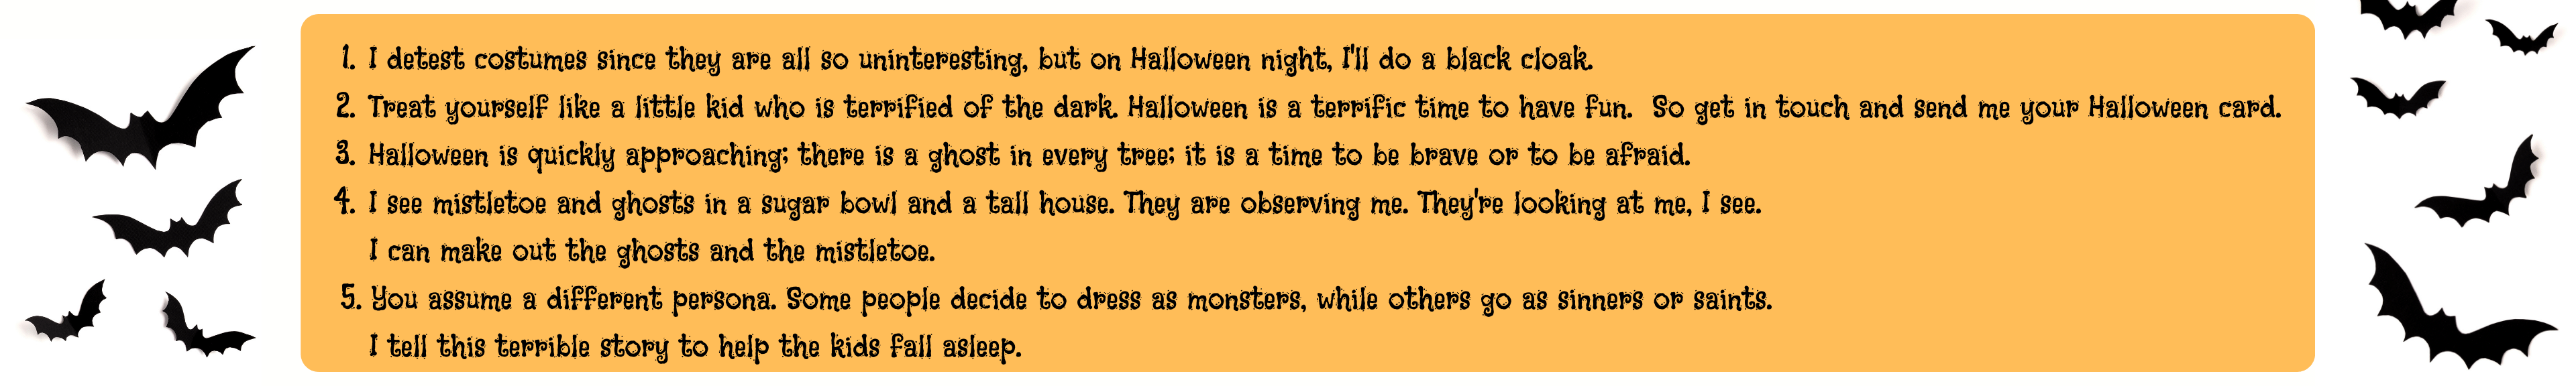 1. I detest costumes since they are all so uninteresting, but on Halloween night, I'll do a black cloak.
2. Treat yourself like a little kid who is terrified of the dark. Halloween is a terrific time to have fun. So get in touch and send me your Halloween card.
3. Halloween is quickly approaching; there is a ghost in every tree; it is a time to be brave or to be afraid.
4. I see mistletoe and ghosts in a sugar bowl and a tall house. They are observing me. They're looking at me, I see.
I can make out the ghosts and the mistletoe.
5. You assume a different persona. Some people decide to dress as monsters, while others go as sinners or saints.
I tell this terrible story to help the kids fall asleep.